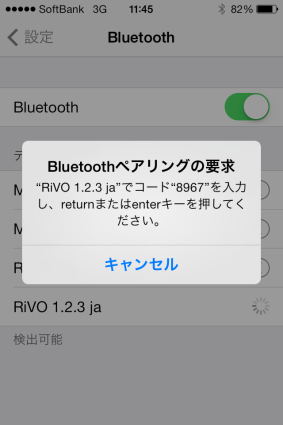 SoftBank 3G 11:45 82%
設定 Bluetooth
Bluetooth
デ
Bluetoothペアリングの要求
“RiVO 1.2.3 ja”でコード“8967”を入力
し、returnまたはenterキーを押してく
ださい。
M
M
R
キャンセル
RiVO 1.2.3 ja
検出可能